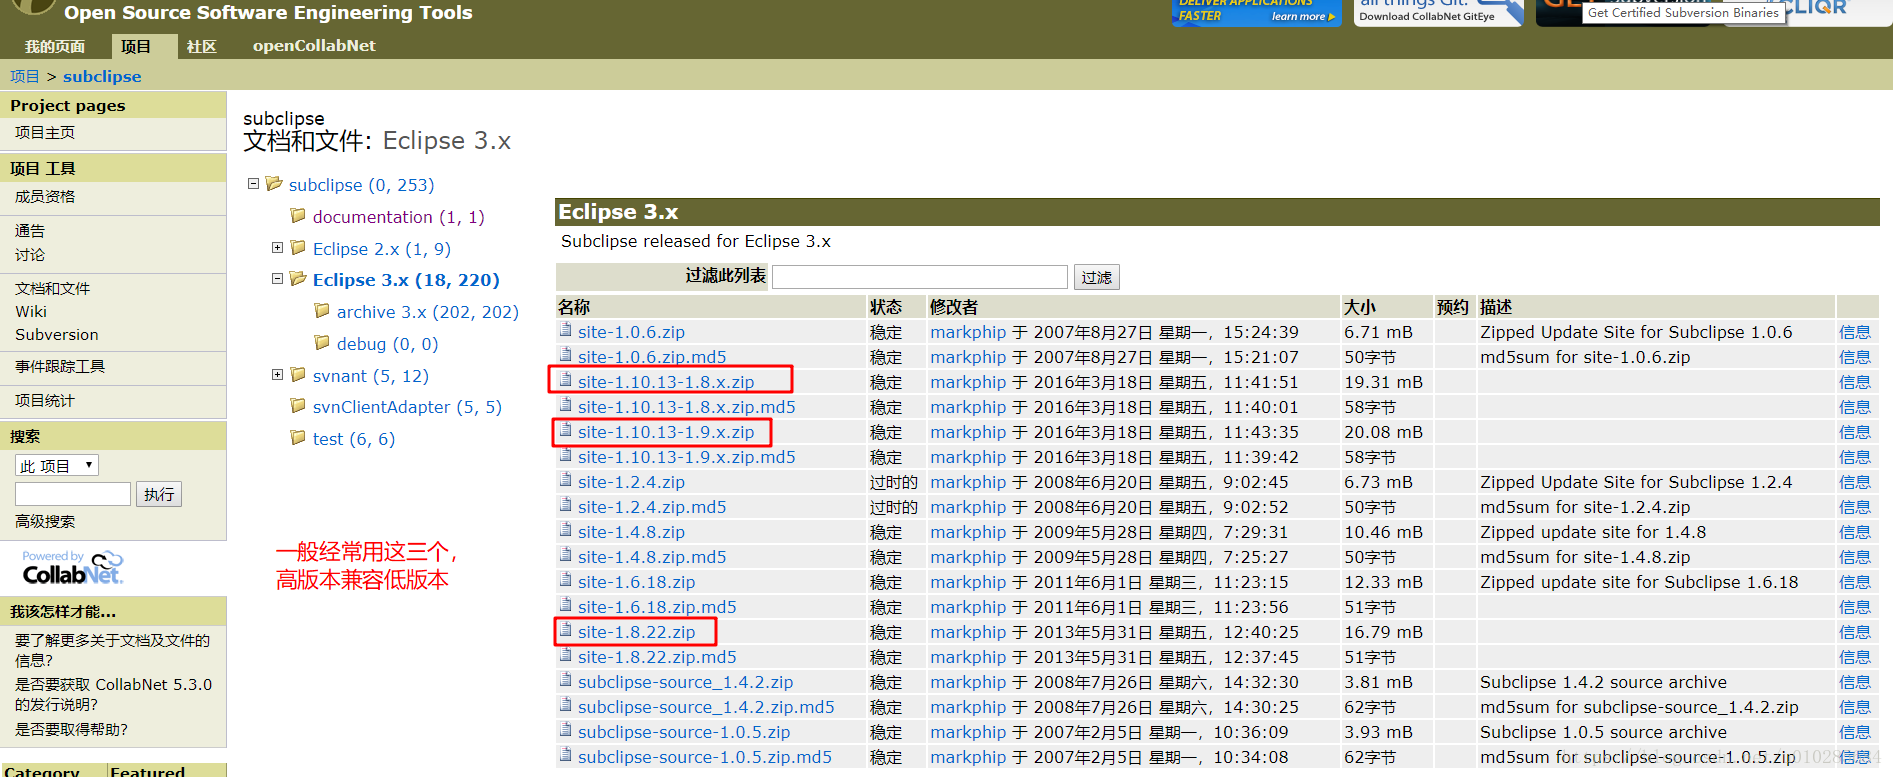 Open Source Software Engineering Tools
DELIVER APPLICATIONS
FASTER
learn more
all things Git.
Download CollabNet GitEye
Get Certified Subversion Binaries
CLIQR
我的页面 项目 社区 openCollabNet
项目 > subclipse
Project pages
项目主页
项目 工具
成员资格
通告
讨论
文档和文件
Wiki
Subversion
事件跟踪工具
项目统计
搜索
此 项目
执行
高级搜索
Powered by
CollabNet.
我该怎样才能...
要了解更多关于文档及文件的
信息?
是否要获取 CollabNet 5.3.0
的发行说明?
是否要取得帮助?
Category Featured
subclipse
文档和文件: Eclipse 3.x
subclipse (0, 253)
documentation (1, 1)
Eclipse 2.x (1, 9)
Eclipse 3.x (18, 220)
archive 3.x (202, 202)
debug (0, 0)
svnant (5, 12)
svnClientAdapter (5, 5)
test (6, 6)
一般经常用这三个，
高版本兼容低版本
Eclipse 3.x
Subclipse released for Eclipse 3.x
过滤此列表 过滤
名称 状态 修改者 大小 预约 描述
site-1.0.6.zip 稳定 markphip 于 2007年8月27日 星期一，15:24:39 6.71 mB Zipped Update Site for Subclipse 1.0.6 信息
site-1.0.6.zip.md5 稳定 markphip 于 2007年8月27日 星期一，15:21:07 50字节 md5sum for site-1.0.6.zip 信息
site-1.10.13-1.8.x.zip 稳定 markphip 于 2016年3月18日 星期五，11:41:51 19.31 mB 信息
site-1.10.13-1.8.x.zip.md5 稳定 markphip 于 2016年3月18日 星期五，11:40:01 58字节 信息
site-1.10.13-1.9.x.zip 稳定 markphip 于 2016年3月18日 星期五，11:43:35 20.08 mB 信息
site-1.10.13-1.9.x.zip.md5 稳定 markphip 于 2016年3月18日 星期五，11:39:42 58字节 信息
site-1.2.4.zip 过时的 markphip 于 2008年6月20日 星期五，9:02:45 6.73 mB Zipped Update Site for Subclipse 1.2.4 信息
site-1.2.4.zip.md5 过时的 markphip 于 2008年6月20日 星期五，9:02:52 50字节 md5sum for site-1.2.4.zip 信息
site-1.4.8.zip 稳定 markphip 于 2009年5月28日 星期四，7:29:31 10.46 mB Zipped update site for 1.4.8 信息
site-1.4.8.zip.md5 稳定 markphip 于 2009年5月28日 星期四，7:25:27 50字节 md5sum for site-1.4.8.zip 信息
site-1.6.18.zip 稳定 markphip 于 2011年6月1日 星期三，11:23:15 12.33 mB Zipped update site for Subclipse 1.6.18 信息
site-1.6.18.zip.md5 稳定 markphip 于 2011年6月1日 星期三，11:23:56 51字节 信息
site-1.8.22.zip 稳定 markphip 于 2013年5月31日 星期五，12:40:25 16.79 mB 信息
site-1.8.22.zip.md5 稳定 markphip 于 2013年5月31日 星期五，12:37:45 51字节 信息
subclipse-source_1.4.2.zip 稳定 markphip 于 2008年7月26日 星期六，14:32:30 3.81 mB Subclipse 1.4.2 source archive 信息
subclipse-source_1.4.2.zip.md5 稳定 markphip 于 2008年7月26日 星期六，14:30:25 62字节 md5sum for subclipse-source_1.4.2.zip 信息
subclipse-source-1.0.5.zip 稳定 markphip 于 2007年2月5日 星期一，10:36:09 3.93 mB Subclipse 1.0.5 source archive 信息
subclipse-source-1.0.5.zip.md5 稳定 markphip 于 2007年2月5日 星期一，10:34:08 62字节 md5sum for subclipse-source-1.0.5.zip 信息